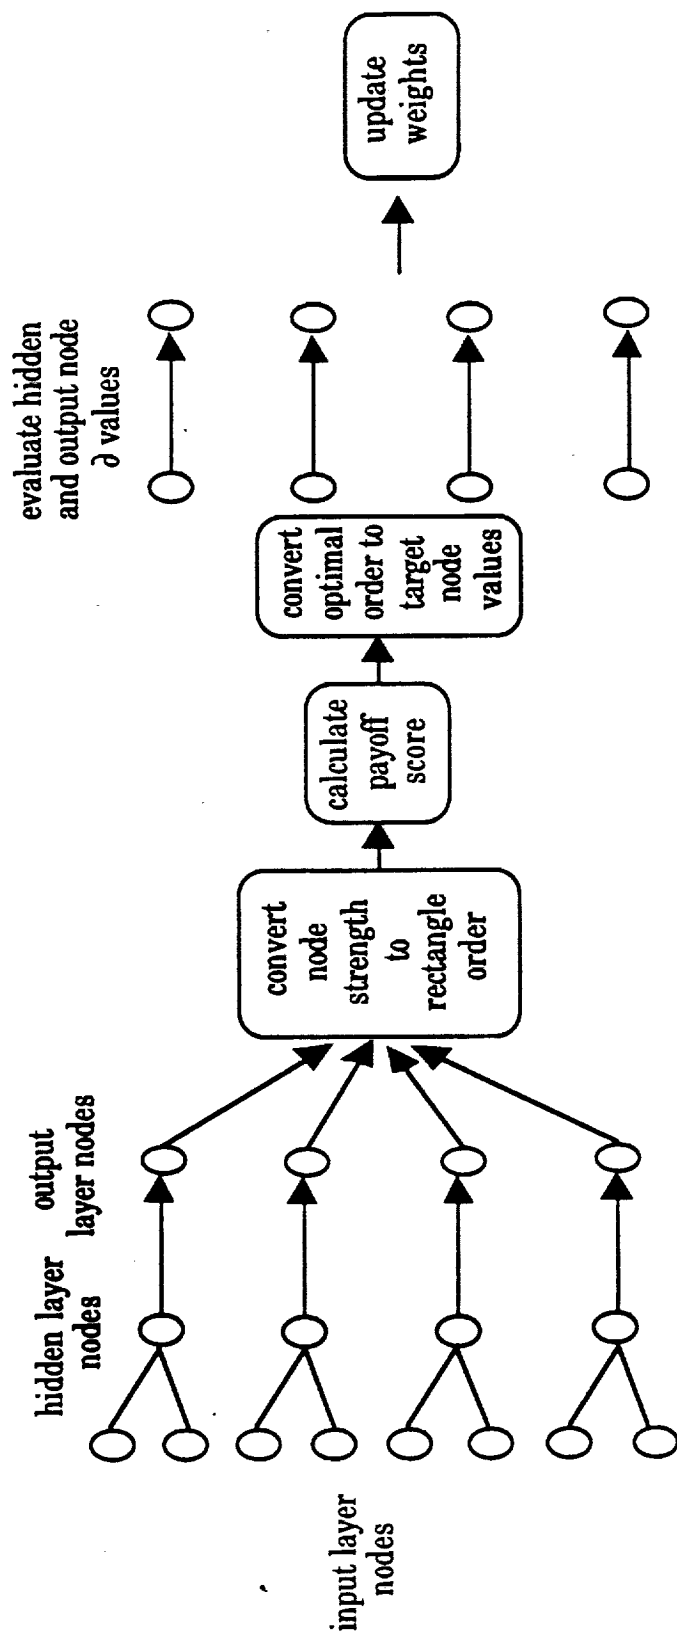 input layer
nodes
hidden layer
nodes
output
layer nodes
convert
node
strength
to
rectangle
order
calculate
payoff
score
convert
optimal
order to
target
node
values
evaluate hidden
and output node
∂ values
update
weights